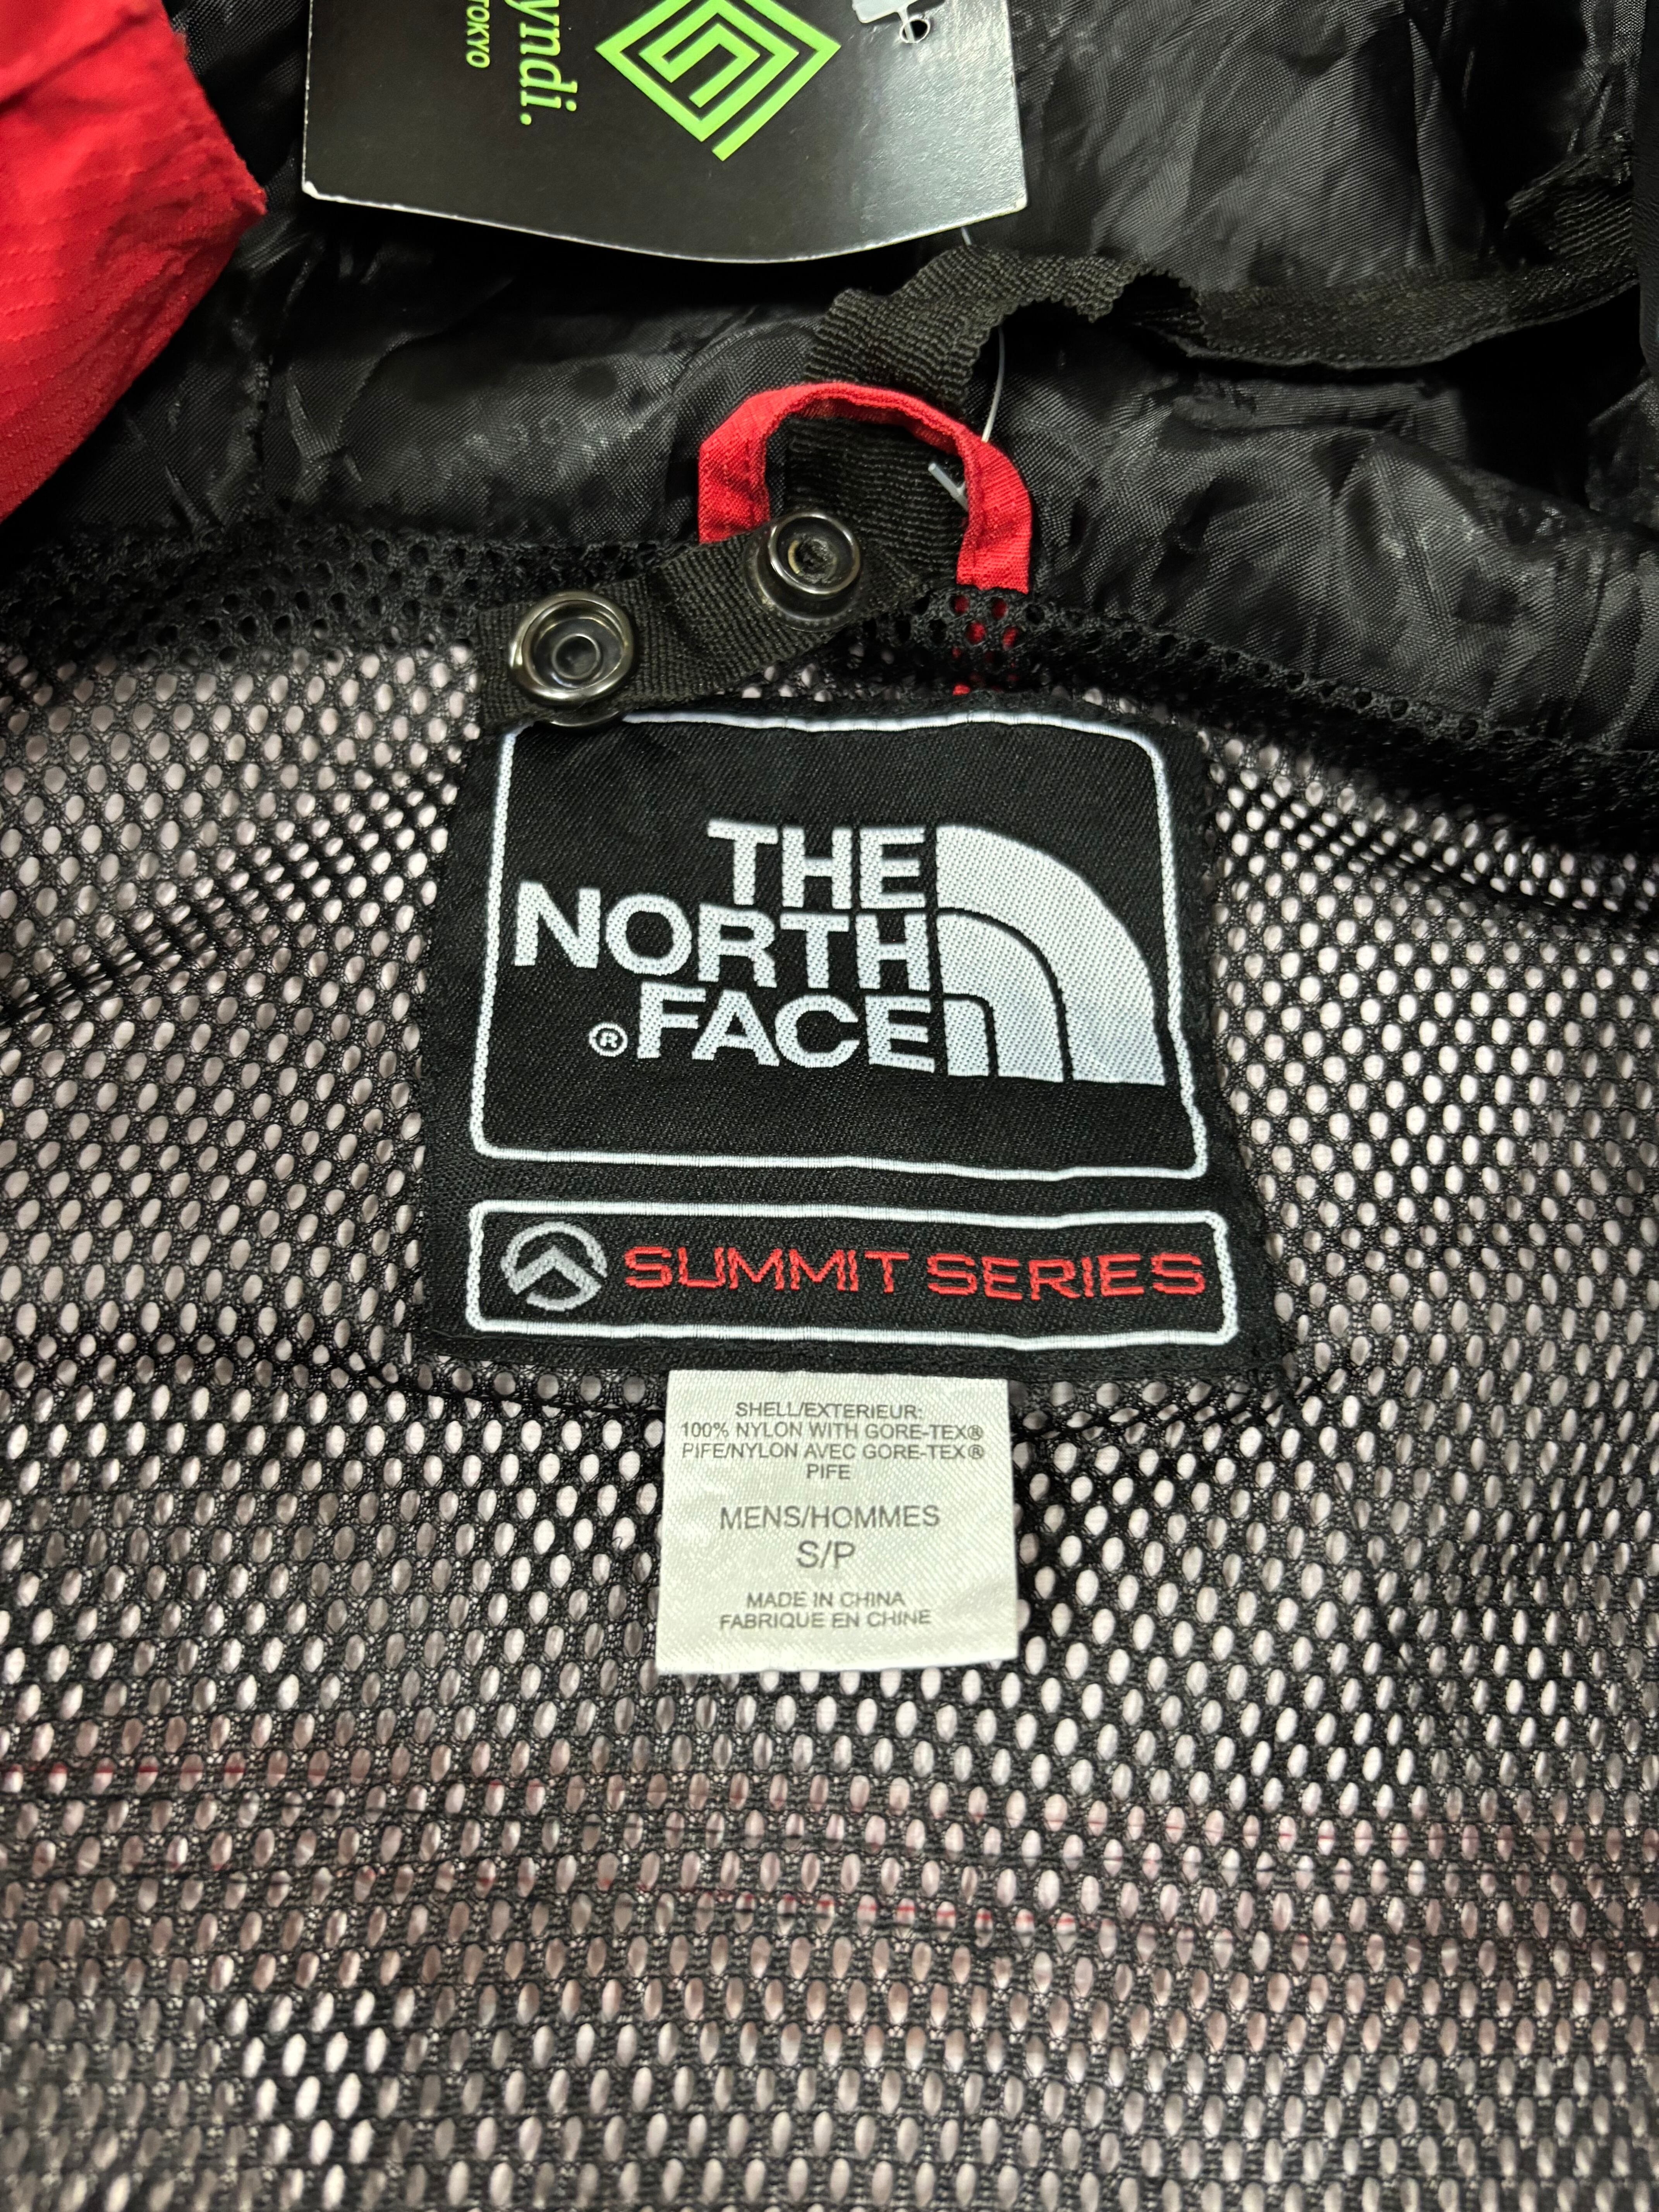 yndi.
TOKYO
THE
NORTH
®FACE
SUMMIT SERIES
SHELL/EXTERIEUR:
100% NYLON WITH GORE-TEX®
PIFE/NYLON AVEC GORE-TEX®
PIFE
MENS/HOMMES
S/P
MADE IN CHINA
FABRIQUE EN CHINE